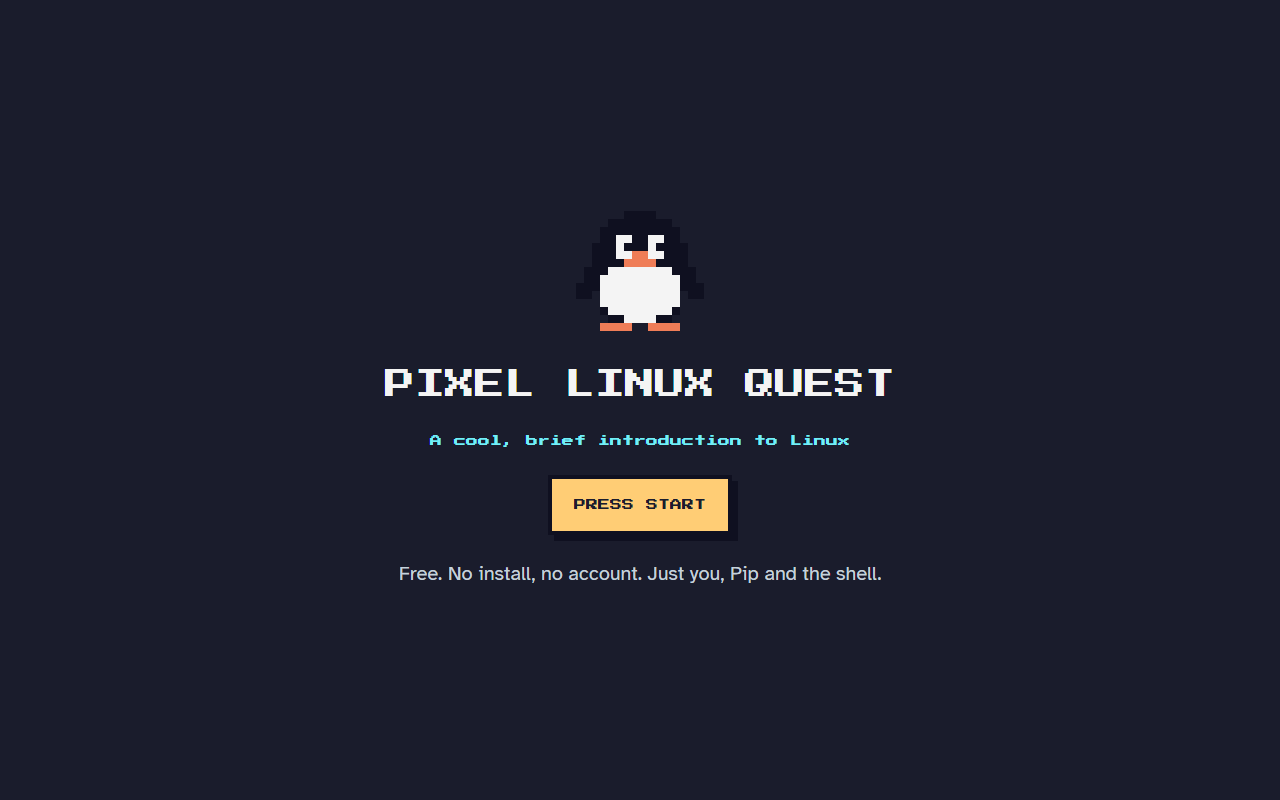 PIXEL LINUX QUEST
A cool, brief introduction to Linux
PRESS START
Free. No install, no account. Just you, Pip and the shell.